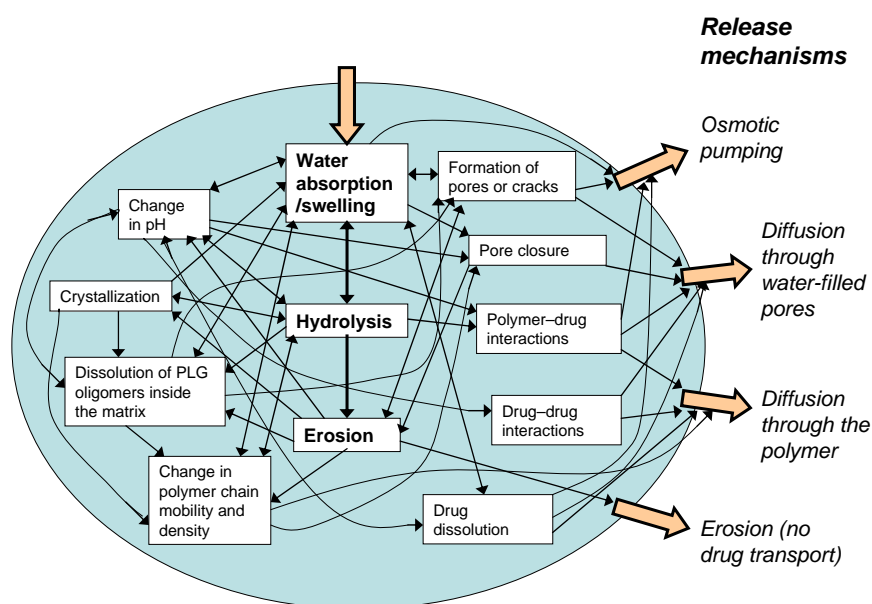 Release
mechanisms
Osmotic
pumping
Water
absorption
/swelling
Formation of
pores or cracks
Change
in pH
Pore closure
Diffusion
through
water-filled
pores
Crystallization
Hydrolysis
Polymer–drug
interactions
Dissolution of PLG
oligomers inside
the matrix
Erosion
Drug–drug
interactions
Diffusion
through the
polymer
Change in
polymer chain
mobility and
density
Drug
dissolution
Erosion (no
drug transport)